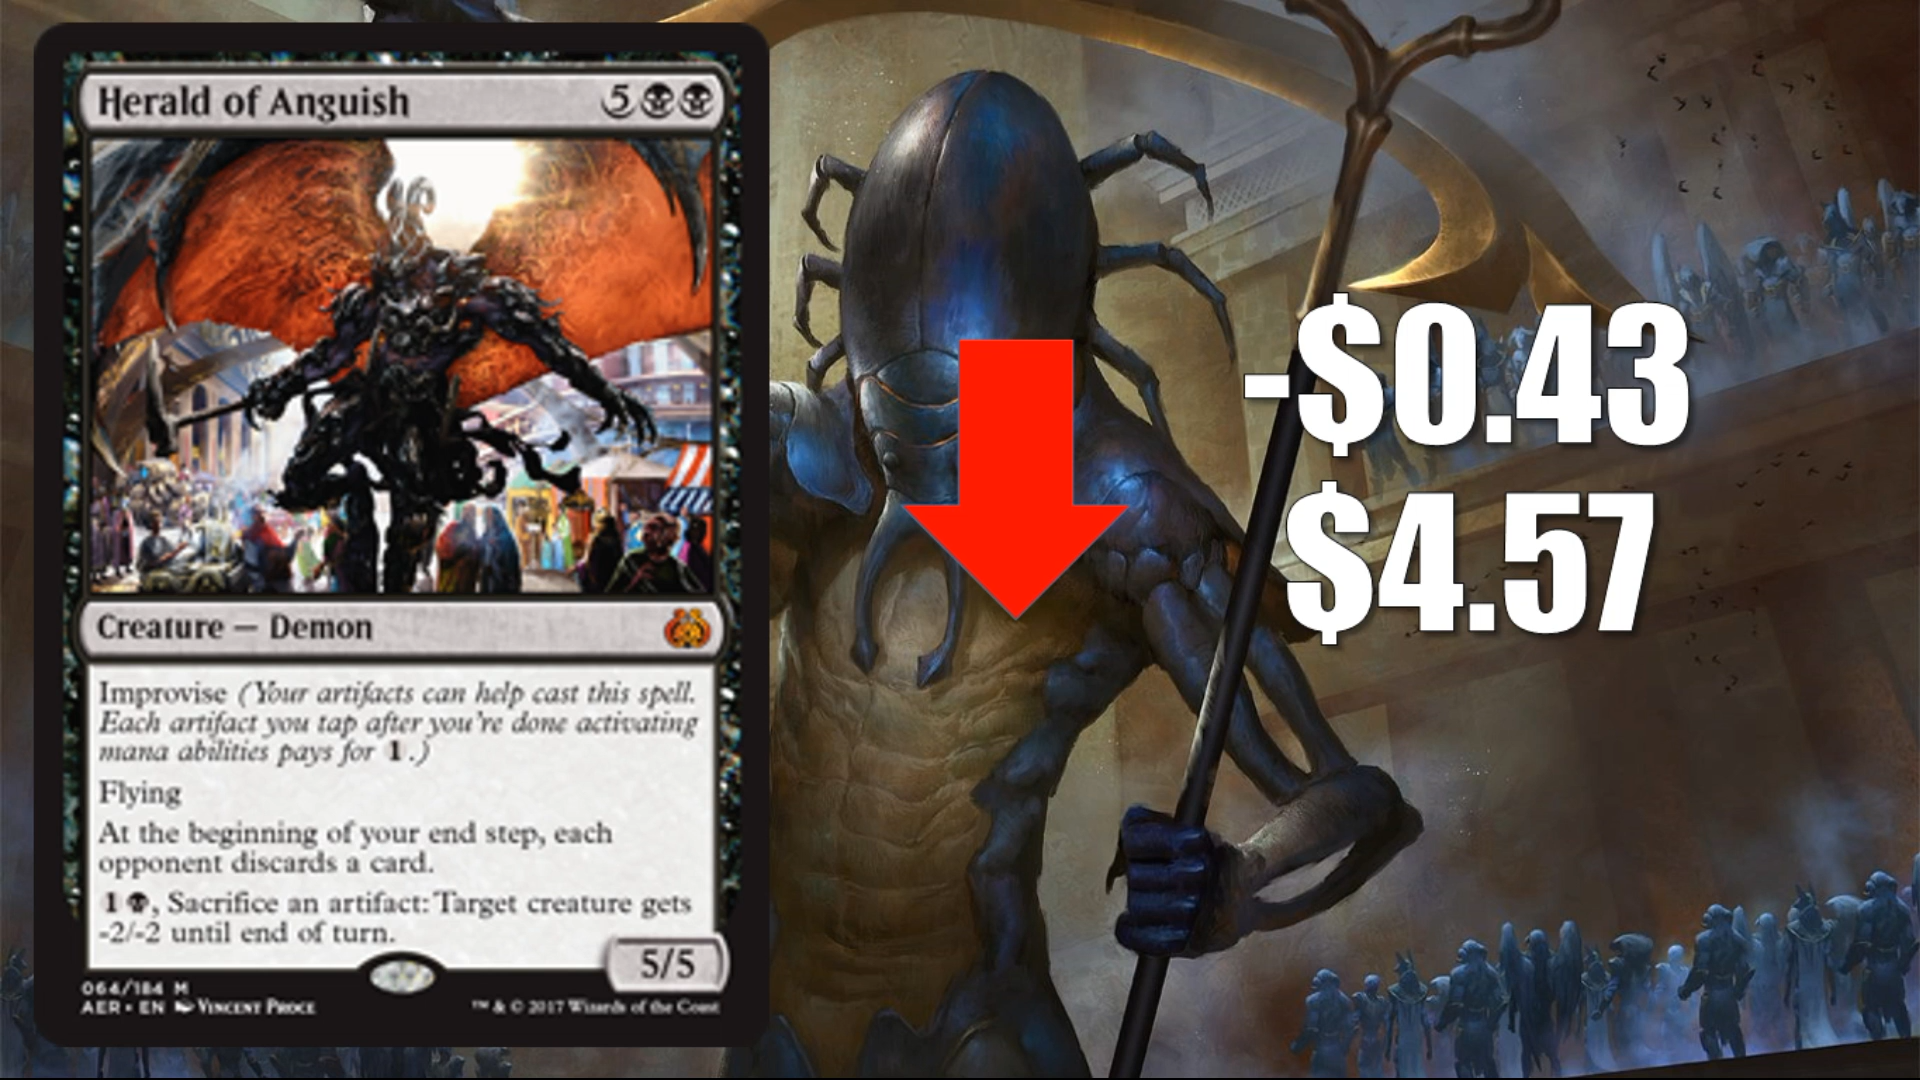 Herald of Anguish 5
Creature — Demon
Improvise (Your artifacts can help cast this spell.
Each artifact you tap after you're done activating
mana abilities pays for 1.)
Flying
At the beginning of your end step, each
opponent discards a card.
1, Sacrifice an artifact: Target creature gets
-2/-2 until end of turn.
5/5
064/184 M
AER • EN Vincent Proce
™ & © 2017 Wizards of the Coast
-$0.43
$4.57